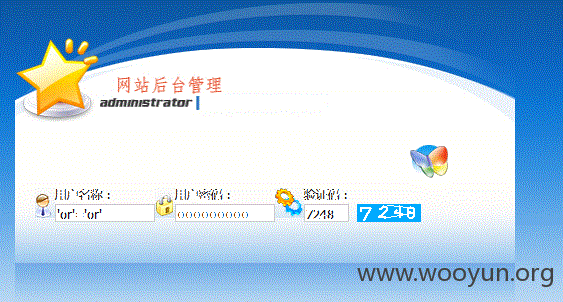 网站后台管理
administrator
用户名称： 用户密码： 验证码：
'or'='or' 7248 7248
www.wooyun.org